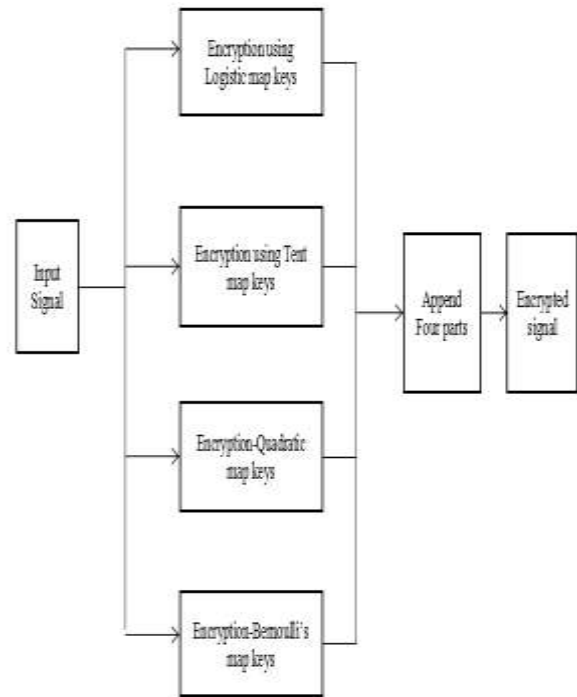 Encryption using
Logistic map keys
Encryption using Tent
map keys
Input
Signal
Append
Four parts
Encrypted
signal
Encryption-Quadratic
map keys
Encryption-Bernoulli's
map keys